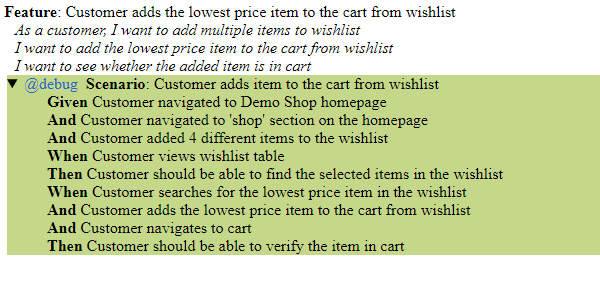 Feature: Customer adds the lowest price item to the cart from wishlist
As a customer, I want to add multiple items to wishlist
I want to add the lowest price item to the cart from wishlist
I want to see whether the added item is in cart
@debug Scenario: Customer adds item to the cart from wishlist
Given Customer navigated to Demo Shop homepage
And Customer navigated to 'shop' section on the homepage
And Customer added 4 different items to the wishlist
When Customer views wishlist table
Then Customer should be able to find the selected items in the wishlist
When Customer searches for the lowest price item in the wishlist
And Customer adds the lowest price item to the cart from wishlist
And Customer navigates to cart
Then Customer should be able to verify the item in cart